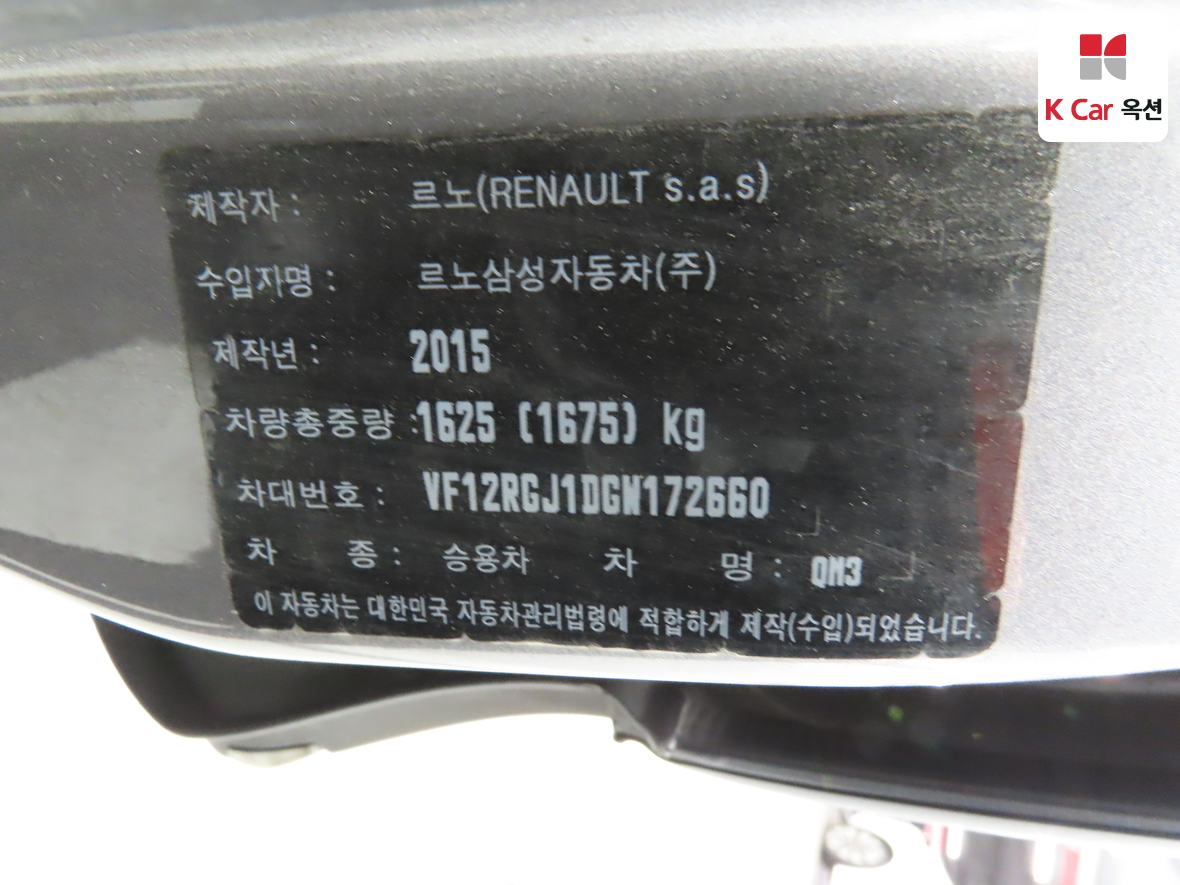 K Car 옥션
제작자 : 르노(RENAULT s.a.s)
수입자명 : 르노삼성자동차(주)
제작년 : 2015
차량총중량 : 1625 (1675) kg
차대번호 : VF12RGJ1DGW172660
차 종 : 승용차 차 명 : QM3
이 자동차는 대한민국 자동차관리법령에 적합하게 제작(수입)되었습니다.